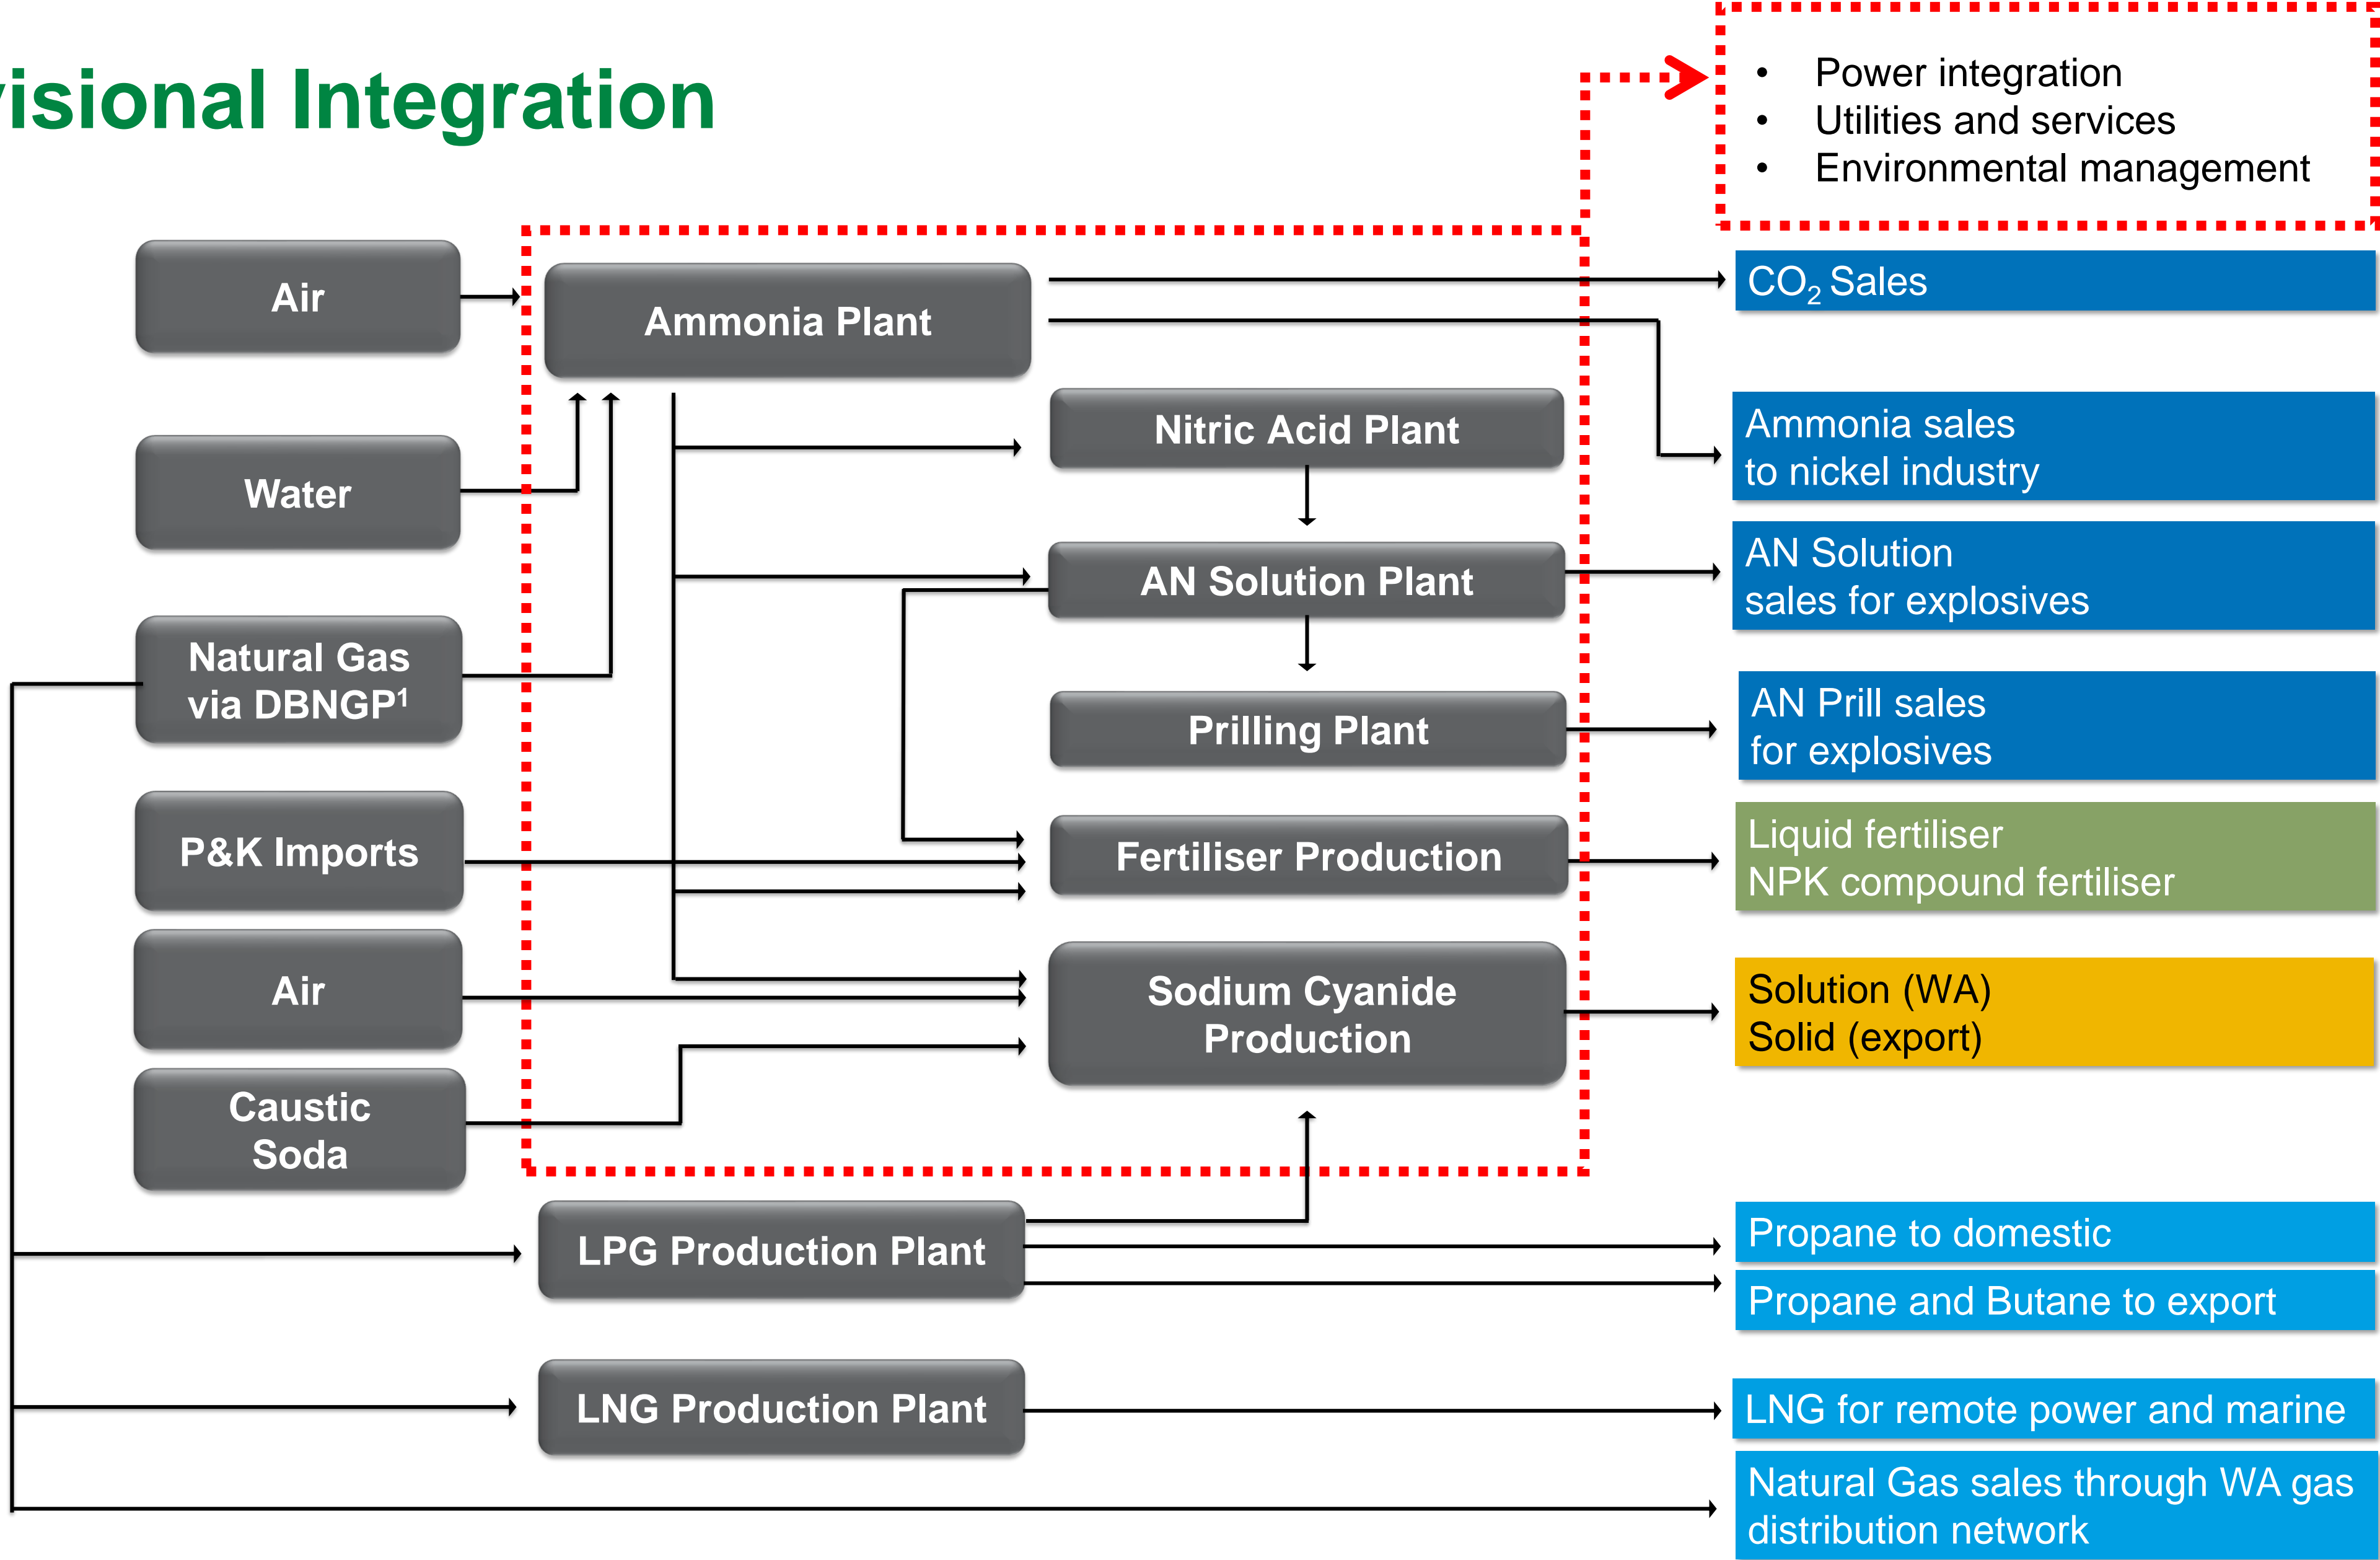 visional Integration
• Power integration
• Utilities and services
• Environmental management
Air
Ammonia Plant
CO₂ Sales
Nitric Acid Plant
Ammonia sales
to nickel industry
Water
AN Solution Plant
AN Solution
sales for explosives
Natural Gas
via DBNGP¹
Prilling Plant
AN Prill sales
for explosives
P&K Imports
Fertiliser Production
Liquid fertiliser
NPK compound fertiliser
Air
Sodium Cyanide
Production
Solution (WA)
Solid (export)
Caustic
Soda
LPG Production Plant
Propane to domestic
Propane and Butane to export
LNG Production Plant
LNG for remote power and marine
Natural Gas sales through WA gas
distribution network